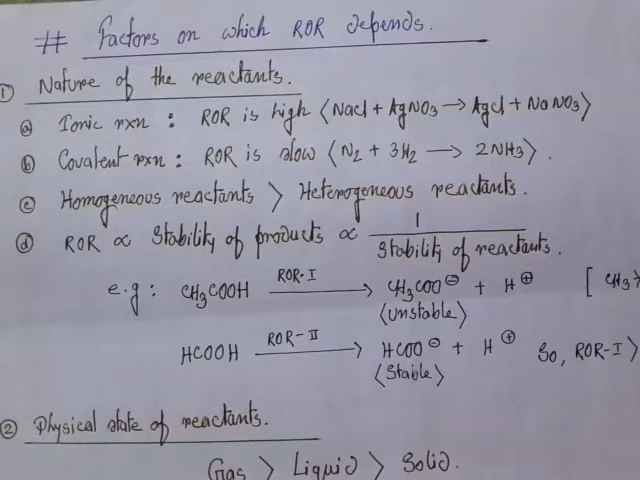 # Factors on which ROR depends.
① Nature of the reactants.
ⓐ Ionic rxn : ROR is high ⟨NaCl + AgNO₃ → AgCl + NaNO₃⟩
ⓑ Covalent rxn : ROR is slow ⟨N₂ + 3H₂ → 2NH₃⟩.
ⓒ Homogeneous reactants > Heterogeneous reactants.
ⓓ ROR ∝ Stability of products ∝ 1 / Stability of reactants.
e.g : CH₃COOH —ROR-I→ CH₃COO⊖ + H⊕ [CH₃>
⟨Unstable⟩
HCOOH —ROR-II→ HCOO⊖ + H⊕ So, ROR-I>
⟨Stable⟩
② Physical state of reactants.
Gas > Liquid > Solid.